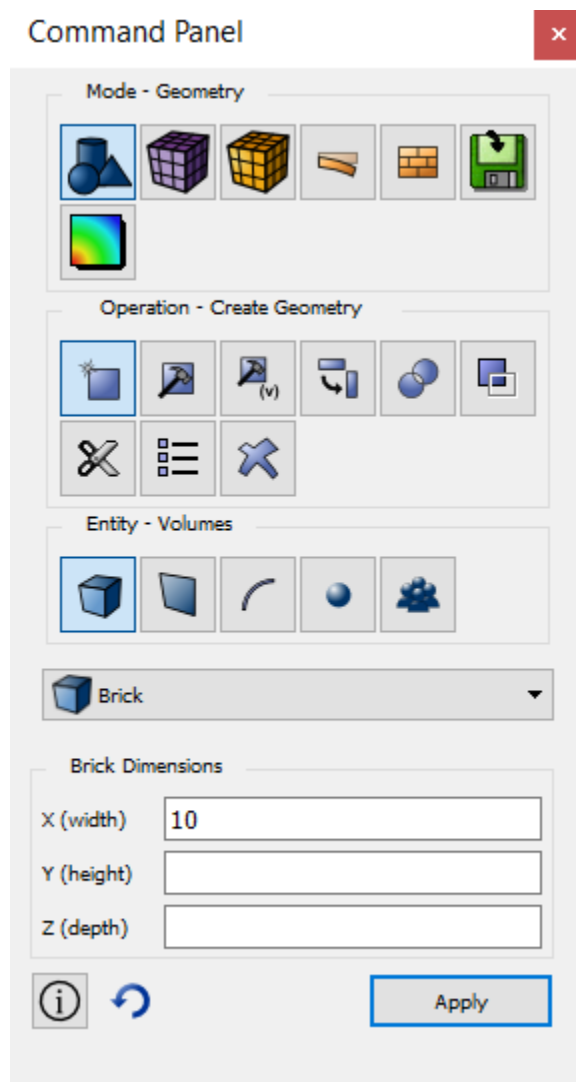 Command Panel
Mode - Geometry
Operation - Create Geometry
(v)
Entity - Volumes
Brick
Brick Dimensions
X (width) 10
Y (height)
Z (depth)
Apply